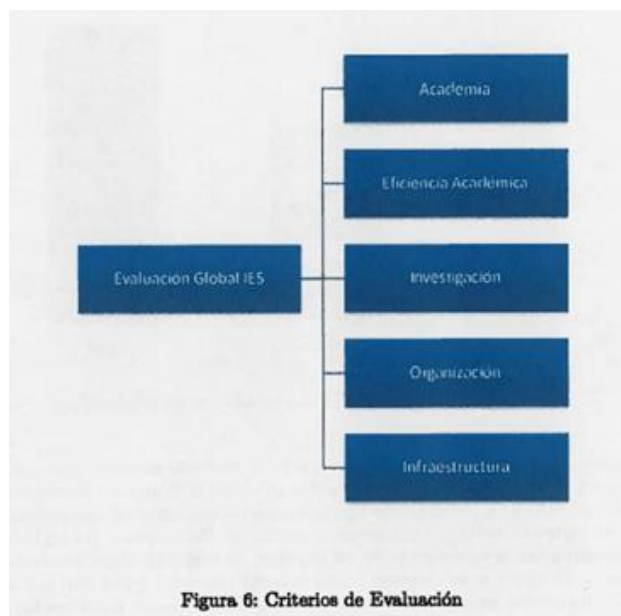 Academia
Eficiencia Académica
Evaluación Global IES
Investigación
Organización
Infraestructura
Figura 6: Criterios de Evaluación